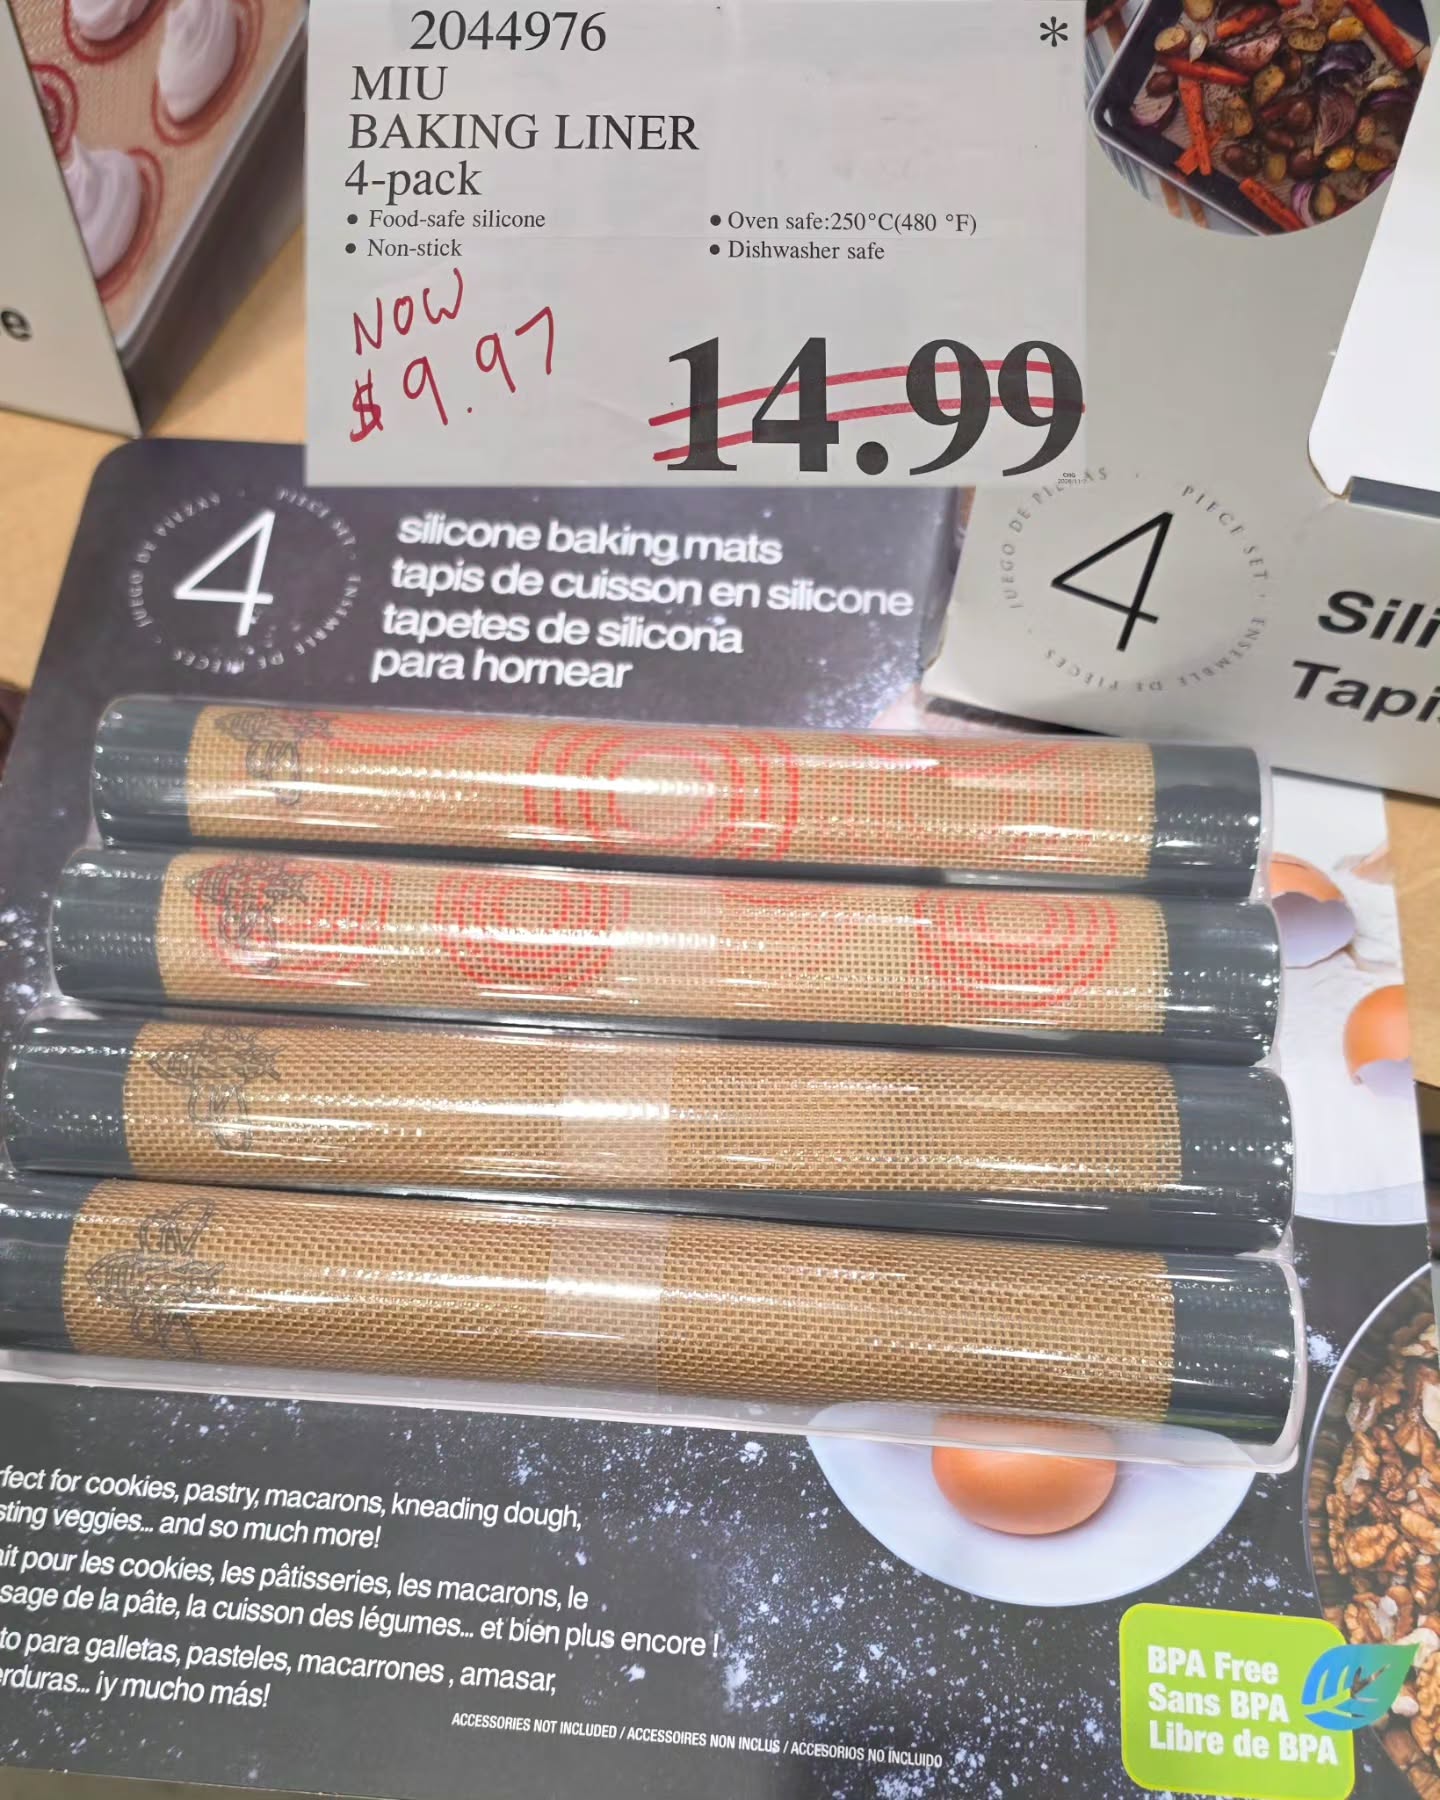 2044976
*
MIU
BAKING LINER
4-pack
• Food-safe silicone
• Oven safe:250°C(480 °F)
• Non-stick
• Dishwasher safe
NOW
$9.97
14.99
4
PIECE SET · ENSEMBLE DE PIÈCES · JUEGO DE PIEZAS ·
silicone baking mats
tapis de cuisson en silicone
tapetes de silicona
para hornear
4
PIECE SET · ENSEMBLE DE PIÈCES · JUEGO DE PIEZAS ·
Sili
Tapi
e
fect for cookies, pastry, macarons, kneading dough,
sting veggies... and so much more!
ait pour les cookies, les pâtisseries, les macarons, le
sage de la pâte, la cuisson des légumes... et bien plus encore !
to para galletas, pasteles, macarrones , amasar,
erduras... ¡y mucho más!
ACCESSORIES NOT INCLUDED / ACCESSOIRES NON INCLUS / ACCESORIOS NO INCLUIDO
BPA Free
Sans BPA
Libre de BPA